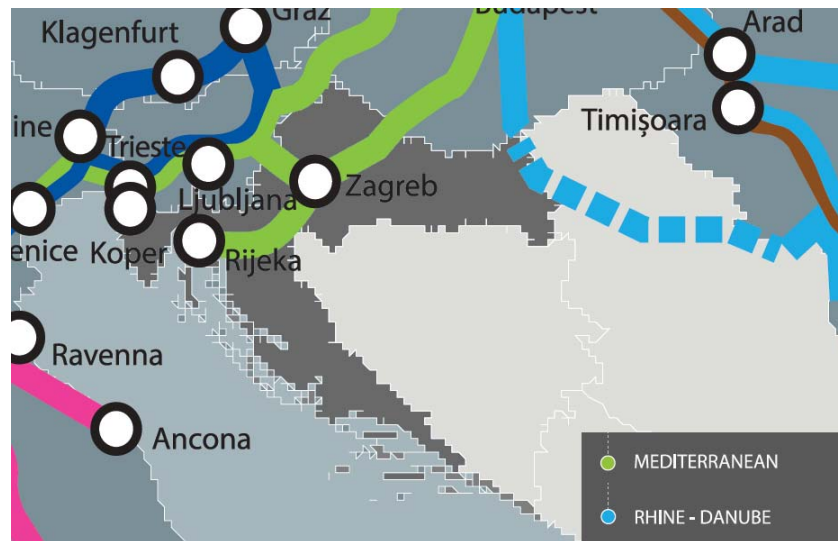 Graz
Budapest
Klagenfurt
Arad
ine
Trieste
Timişoara
Ljubljana
Zagreb
enice
Koper
Rijeka
Ravenna
Ancona
MEDITERRANEAN
RHINE - DANUBE